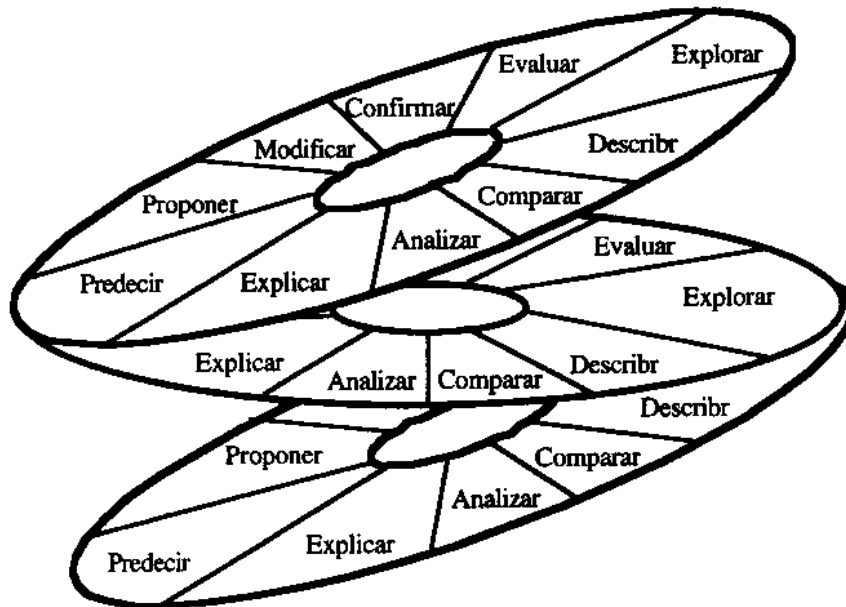 Explorar
Evaluar
Confirmar
Modificar
Describr
Proponer
Comparar
Analizar
Predecir
Explicar
Evaluar
Explorar
Explicar
Analizar
Comparar
Describr
Describr
Proponer
Comparar
Analizar
Explicar
Predecir